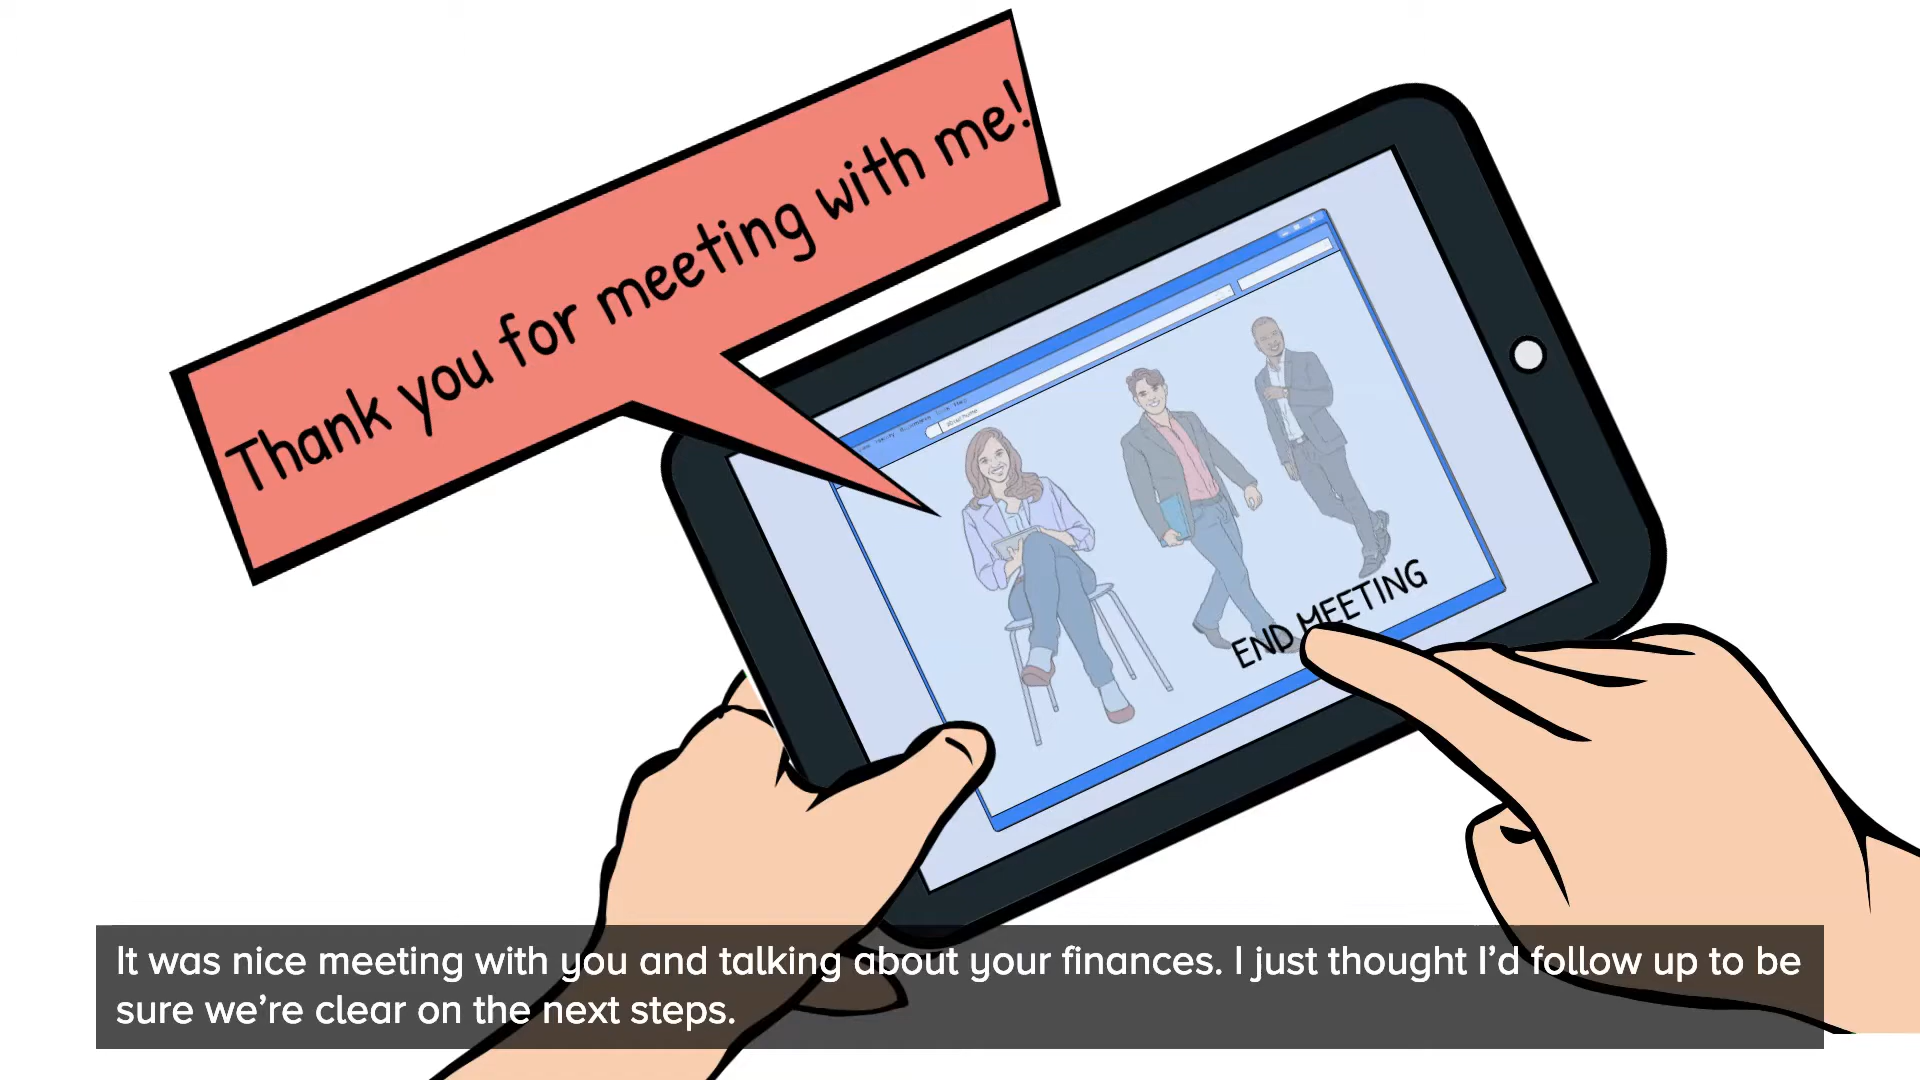 Thank you for meeting with me!
END MEETING
It was nice meeting with you and talking about your finances. I just thought I’d follow up to be
sure we’re clear on the next steps.